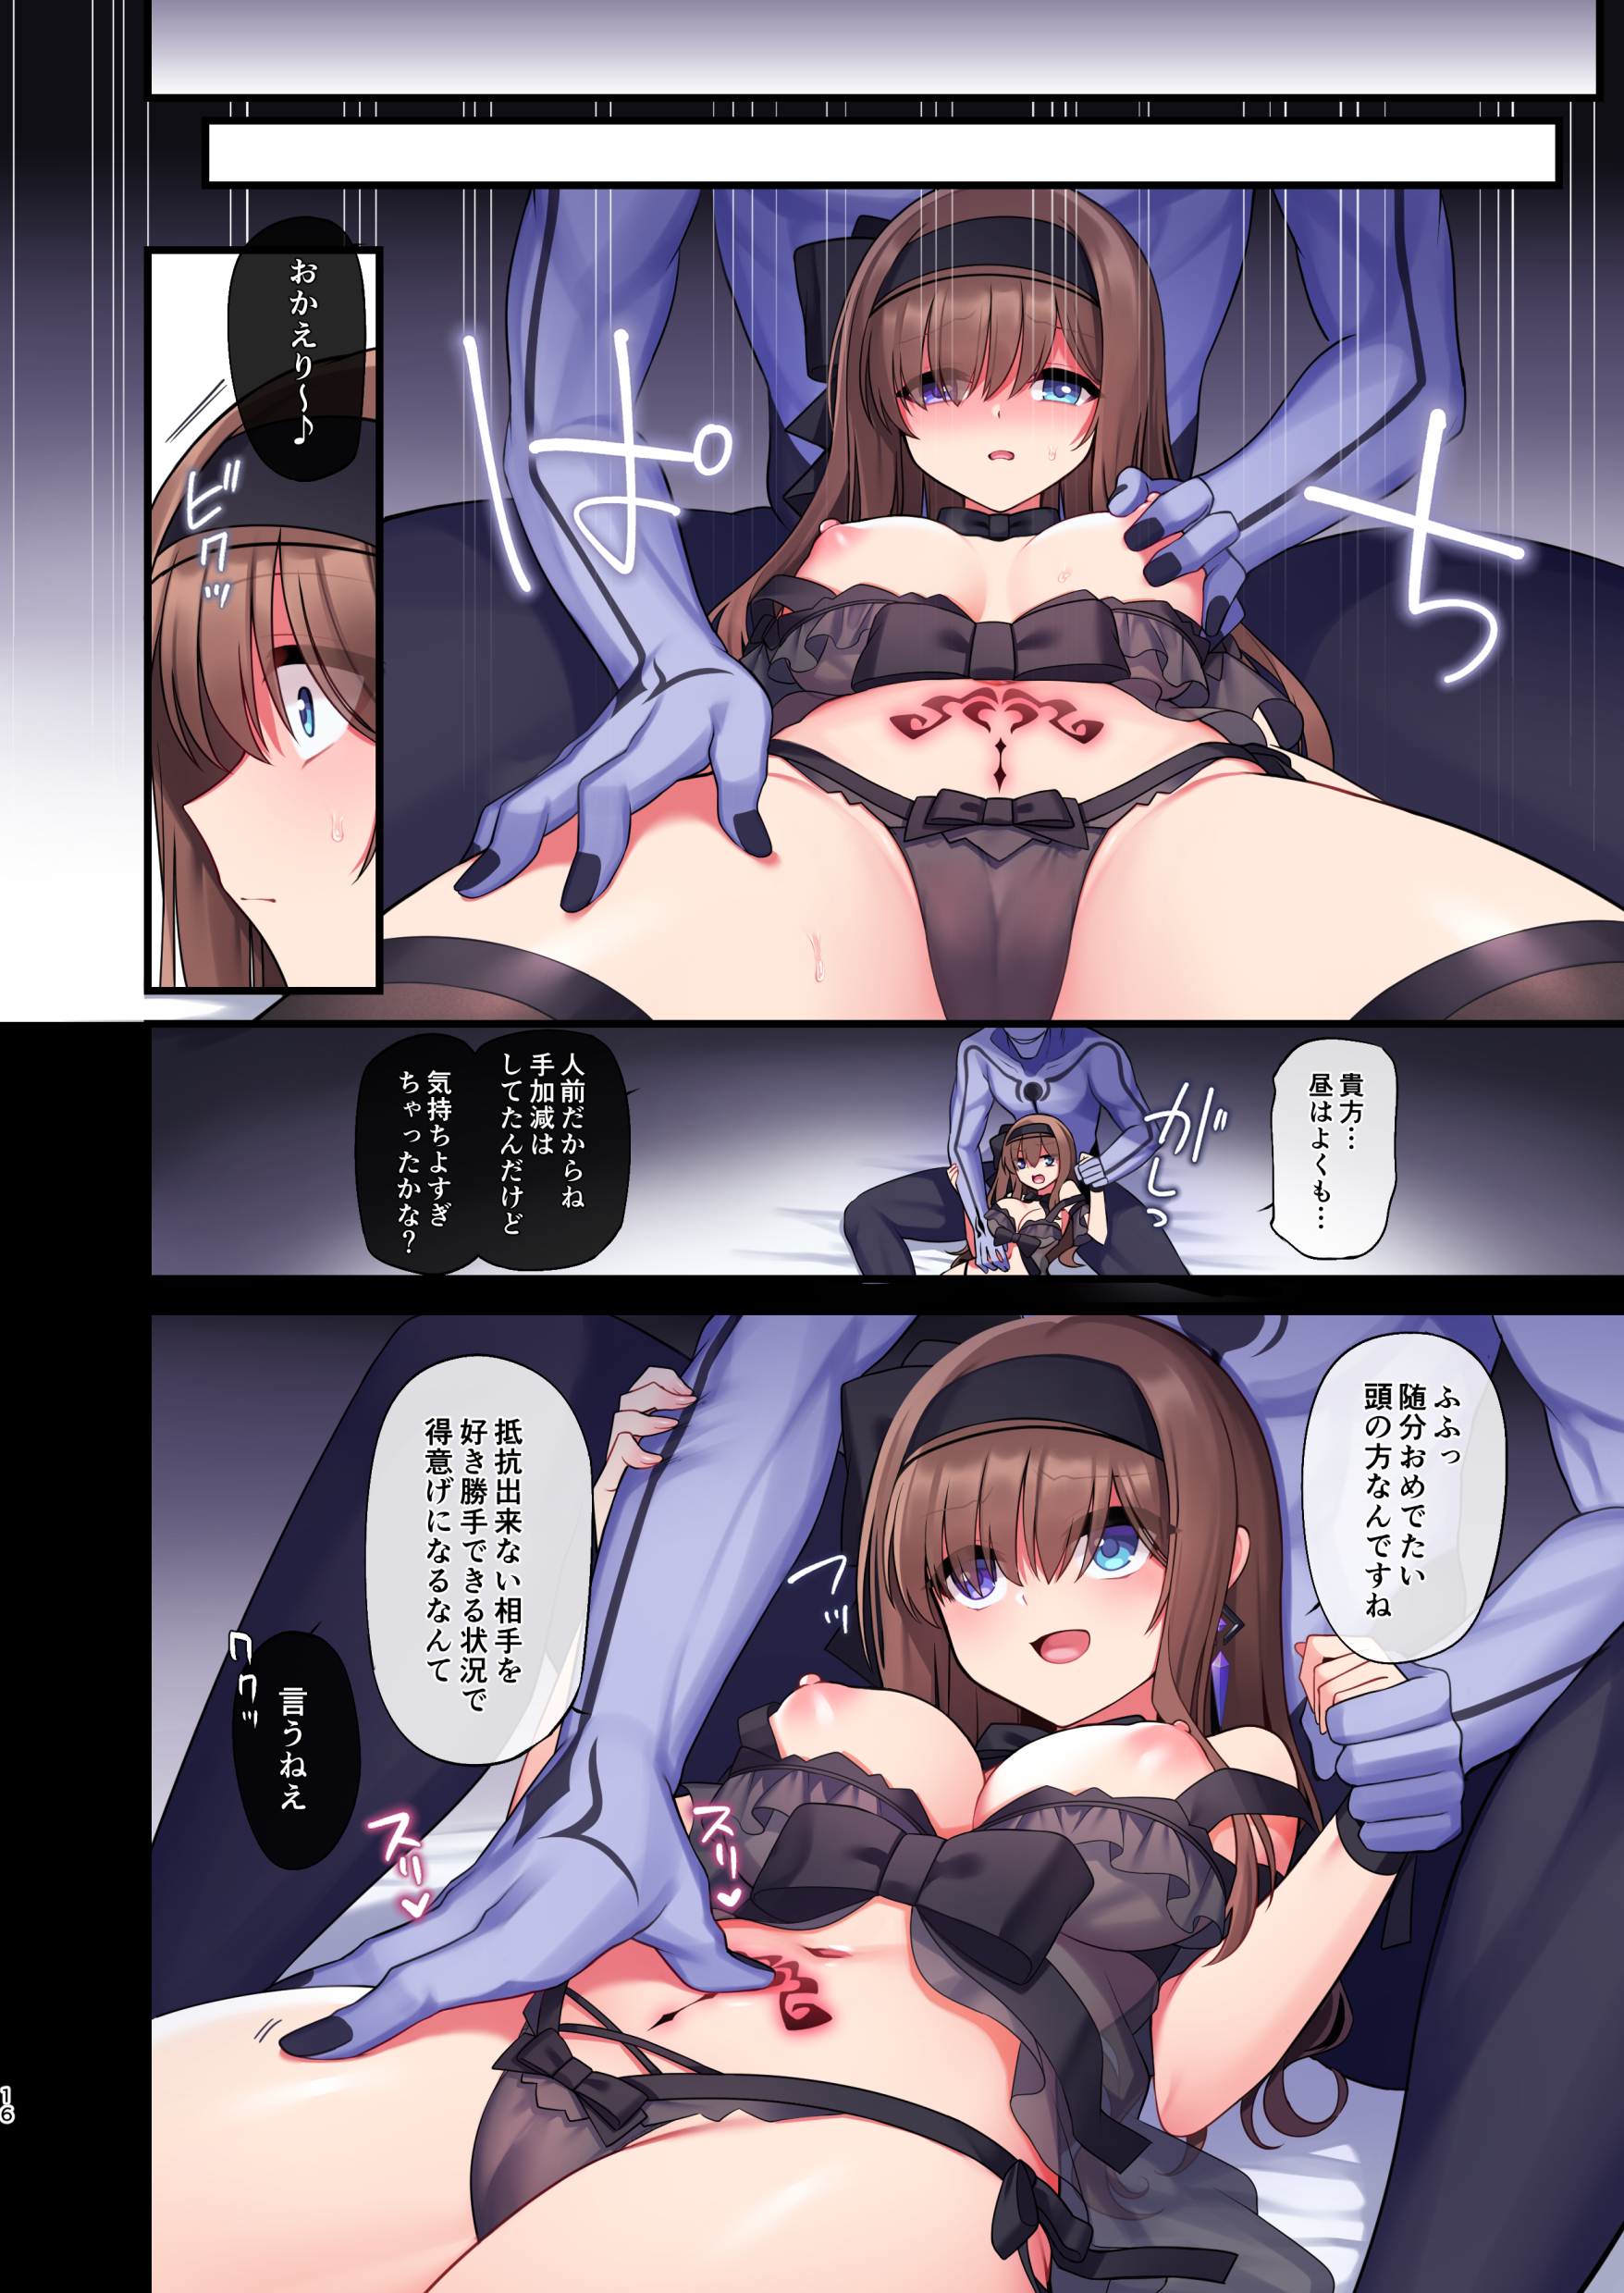 ぱ
ち
おかえり〜♪
ビクッ
貴方…
昼はよくも…
がしっ
人前だからね
手加減は
してたんだけど
気持ちよすぎ
ちゃったかな？
ふふっ
随分おめでたい
頭の方なんですね
抵抗出来ない相手を
好き勝手できる状況で
得意げになるなんて
フッ
スリ♡
スリ♡
言うねえ
ククッ
16